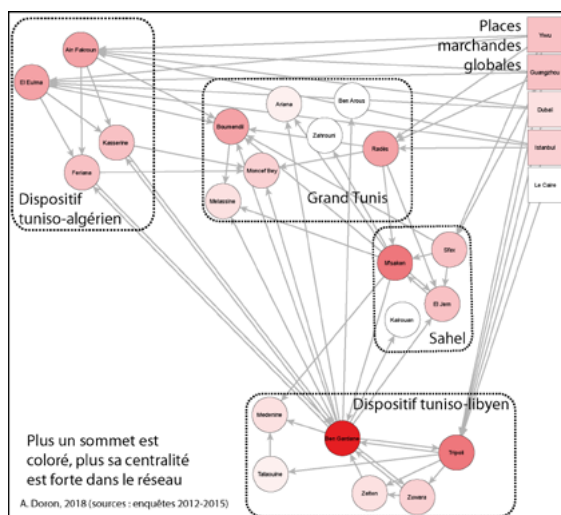 Places
marchandes
globales
Yiwu
Guangzhou
Dubaï
Istanbul
Le Caire
Aïn Fakroun
El Eulma
Kasserine
Feriana
Dispositif
tuniso-algérien
Ariana
Ben Arous
Boumendil
Zahrouni
Radès
Moncef Bey
Melassine
Grand Tunis
Sfax
M'saken
El Jem
Kairouan
Sahel
Dispositif tuniso-libyen
Medenine
Ben Gardane
Tripoli
Tataouine
Zelten
Zuwara
Plus un sommet est
coloré, plus sa centralité
est forte dans le réseau
A. Doron, 2018 (sources : enquêtes 2012-2015)